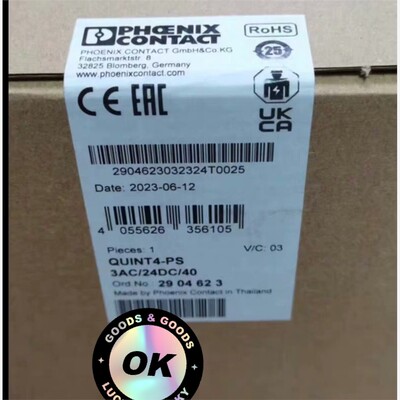 PHOENIX
CONTACT
RoHS
PHOENIX CONTACT GmbH&Co.KG
Flachsmarktstr. 8
32825 Blomberg, Germany
www.phoenixcontact.com
25
CE EAC
UK
CA
2904623032324T0025
Date: 2023-06-12
4 055626 356105
Pieces: 1
V/C: 03
QUINT4-PS
3AC/24DC/40
Ord.No.: 29 04 62 3
Made by Phoenix Contact in Thailand
GOODS & GOODS
OK